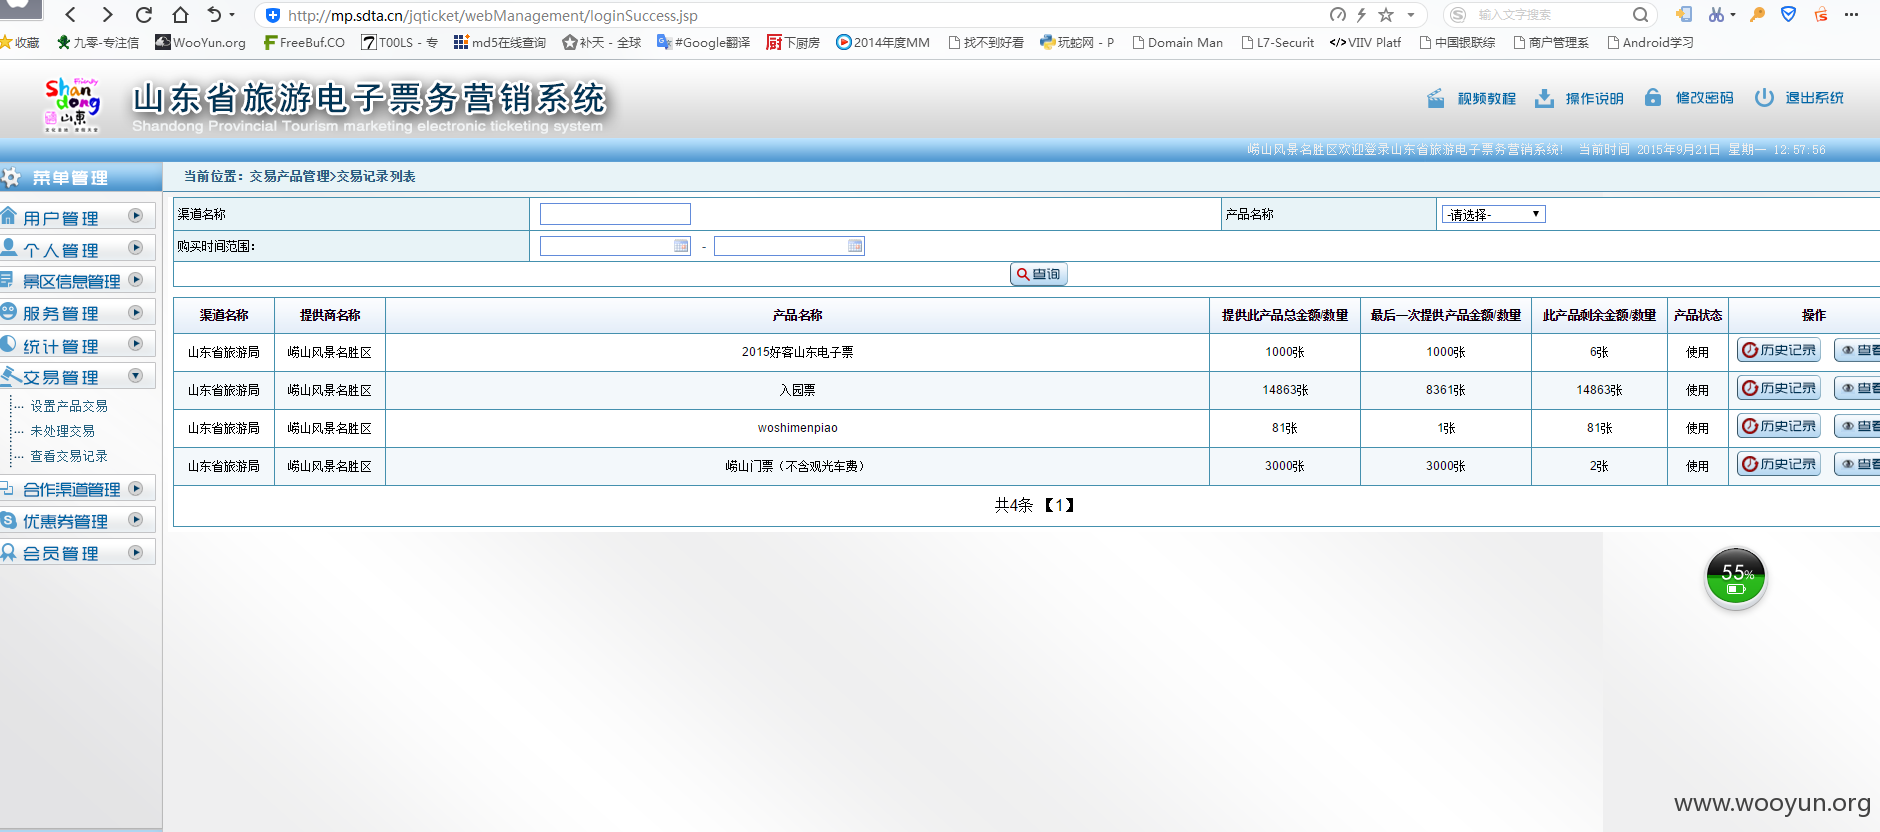 http://mp.sdta.cn/jqticket/webManagement/loginSuccess.jsp
输入文字搜索
收藏 九零-专注信 WooYun.org FreeBuf.CO T00LS - 专 md5在线查询 补天 - 全球 #Google翻译 下厨房 2014年度MM 找不到好看 玩蛇网 - P Domain Man L7-Securit VIIV Platf 中国银联综 商户管理系 Android学习
Friendly
Shan
dong
山东省旅游电子票务营销系统
Shandong Provincial Tourism marketing electronic ticketing system
视频教程 操作说明 修改密码 退出系统
崂山风景名胜区欢迎登录山东省旅游电子票务营销系统! 当前时间 2015年9月21日 星期一 12:57:56
菜单管理
当前位置：交易产品管理>交易记录列表
用户管理
个人管理
景区信息管理
服务管理
统计管理
交易管理
设置产品交易
未处理交易
查看交易记录
合作渠道管理
优惠券管理
会员管理
渠道名称 产品名称 -请选择-
购买时间范围： -
查询
渠道名称 提供商名称 产品名称 提供此产品总金额/数量 最后一次提供产品金额/数量 此产品剩余金额/数量 产品状态 操作
山东省旅游局 崂山风景名胜区 2015好客山东电子票 1000张 1000张 6张 使用 历史记录 查看
山东省旅游局 崂山风景名胜区 入园票 14863张 8361张 14863张 使用 历史记录 查看
山东省旅游局 崂山风景名胜区 woshimenpiao 81张 1张 81张 使用 历史记录 查看
山东省旅游局 崂山风景名胜区 崂山门票（不含观光车费） 3000张 3000张 2张 使用 历史记录 查看
共4条 【1】
55%
www.wooyun.org